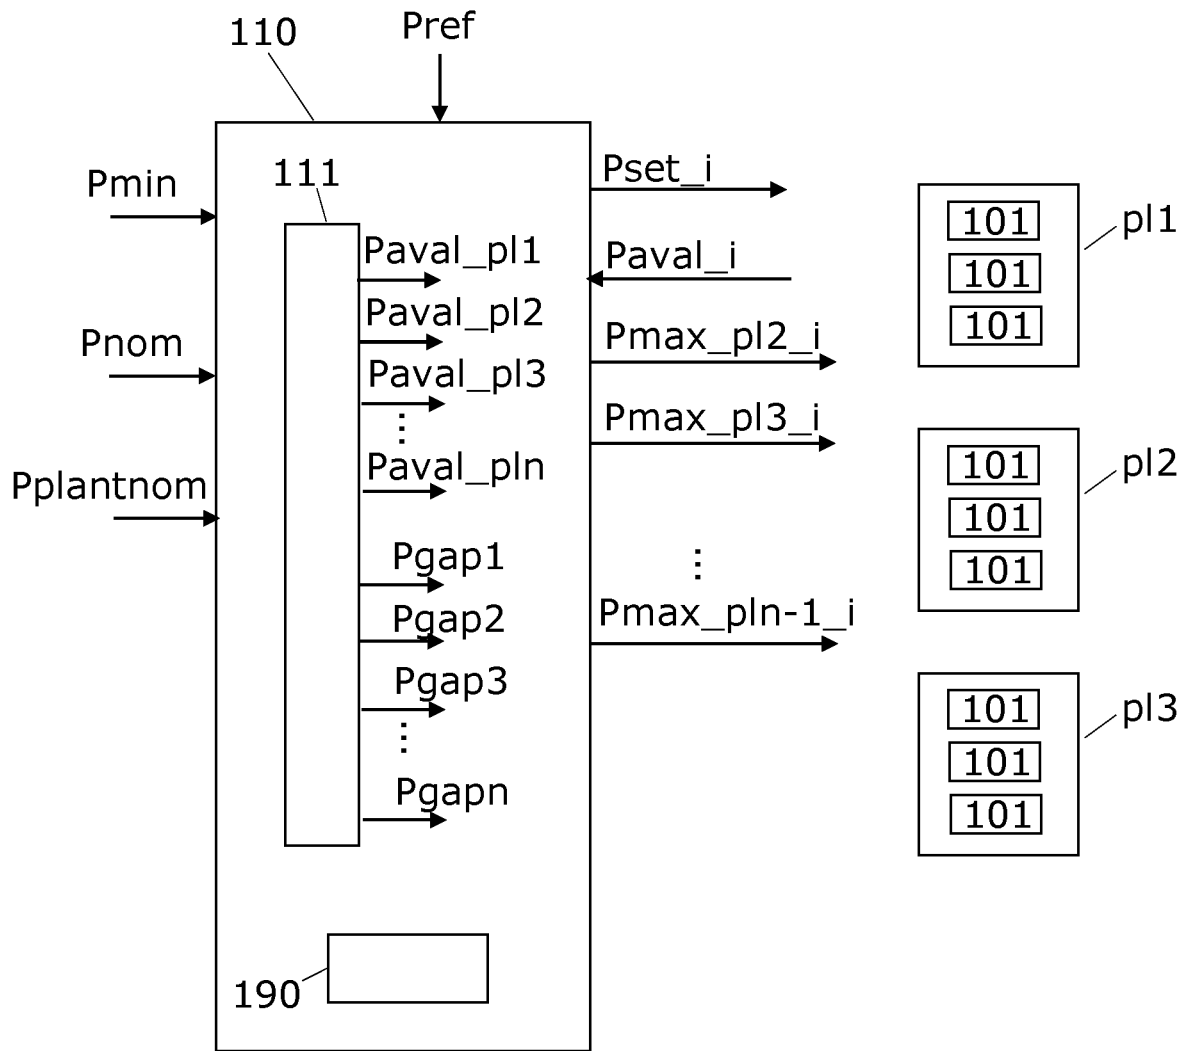 Pref
110
111
Pmin
Pnom
Pplantnom
Paval_pl1
Paval_pl2
Paval_pl3
⋮
Paval_pln
Pgap1
Pgap2
Pgap3
⋮
Pgapn
190
Pset_i
Paval_i
Pmax_pl2_i
Pmax_pl3_i
⋮
Pmax_pln-1_i
101
101
101
pl1
101
101
101
pl2
101
101
101
pl3